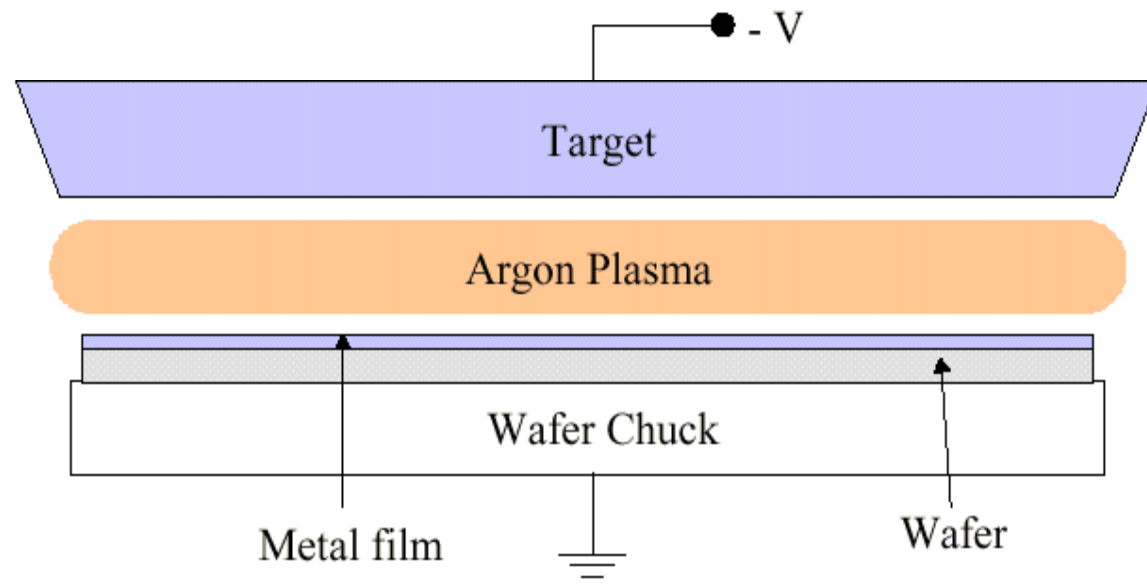 - V
Target
Argon Plasma
Wafer Chuck
Metal film
Wafer